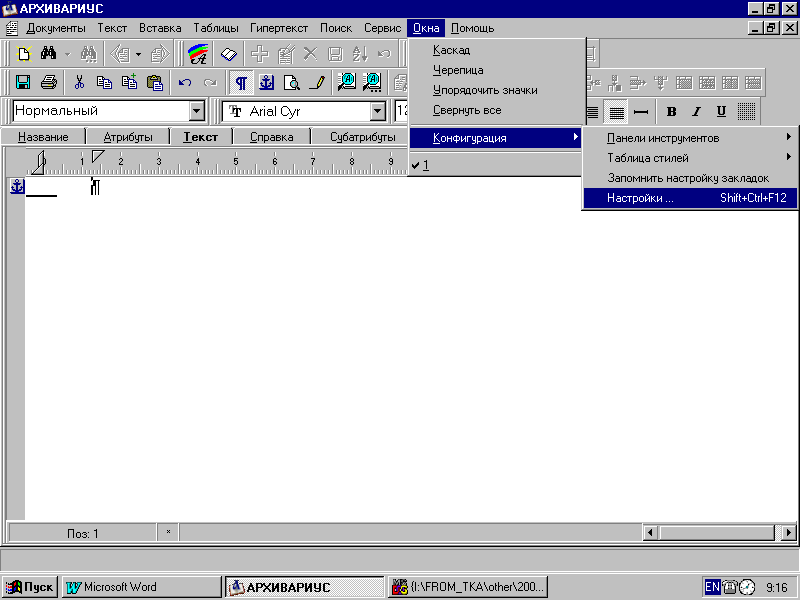 АРХИВАРИУС
Документы Текст Вставка Таблицы Гипертекст Поиск Сервис Окна Помощь
Каскад
Черепица
Упорядочить значки
Свернуть все
Конфигурация
1
Панели инструментов
Таблица стилей
Запомнить настройку закладок
Настройки ... Shift+Ctrl+F12
Нормальный Arial Cyr 12 B I U
Название Атрибуты Текст Справка Субатрибуты
0 1 2 3 4 5 6 7 8 9
¶
Поз: 1 *
Пуск Microsoft Word АРХИВАРИУС {I:\FROM_TKA\other\200... EN 9:16